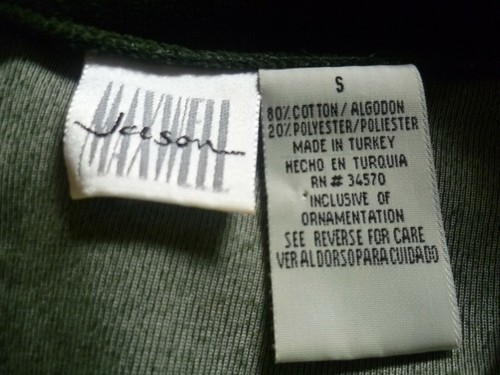 MAXWELL
Jason
MAXWELL
S
80% COTTON / ALGODON
20% POLYESTER/POLIESTER
MADE IN TURKEY
HECHO EN TURQUIA
RN # 34570
INCLUSIVE OF
ORNAMENTATION
SEE REVERSE FOR CARE
VER AL DORSO PARA CUIDADO